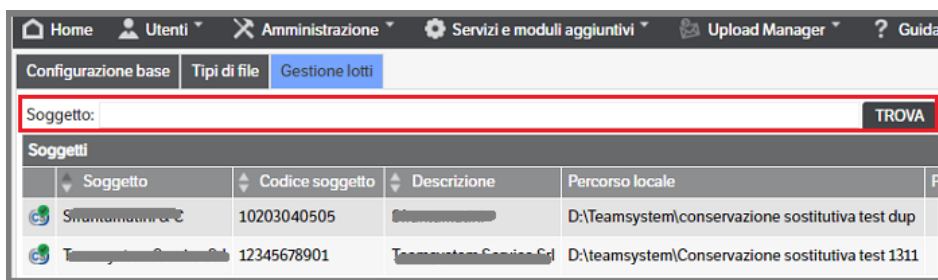 Home Utenti Amministrazione Servizi e moduli aggiuntivi Upload Manager ? Guida
Configurazione base Tipi di file Gestione lotti
Soggetto: TROVA
Soggetti
Soggetto Codice soggetto Descrizione Percorso locale
10203040505 D:\Teamsystem\conservazione sostitutiva test dup
12345678901 D:\teamsystem\Conservazione sostitutiva test 1311